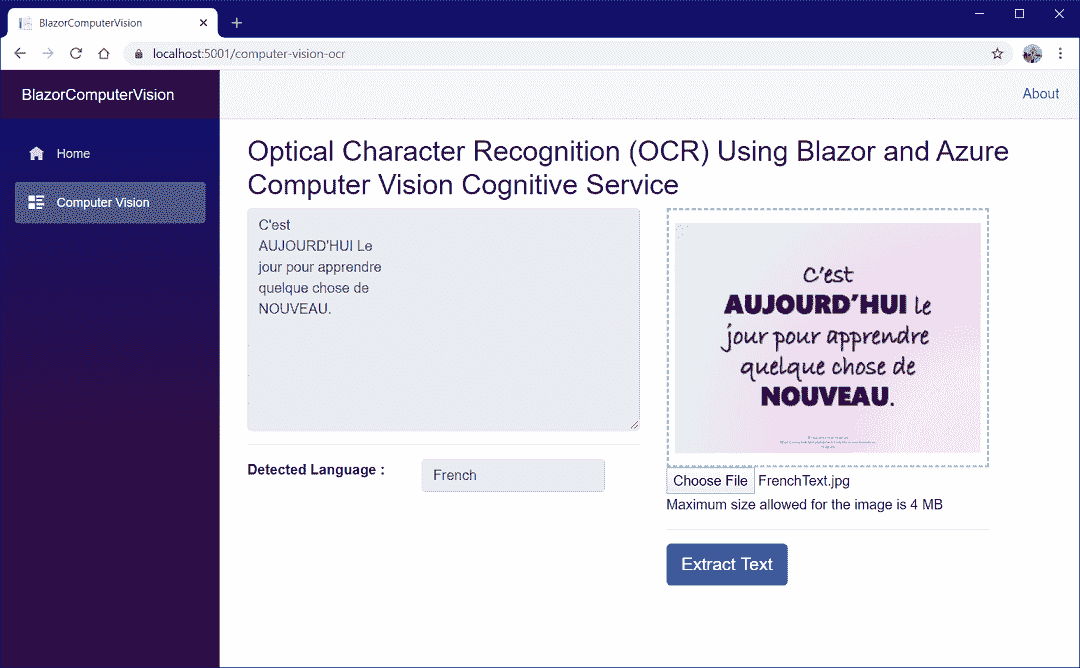 BlazorComputerVision
localhost:5001/computer-vision-ocr
BlazorComputerVision
About
Home
Computer Vision
Optical Character Recognition (OCR) Using Blazor and Azure
Computer Vision Cognitive Service
C'est
AUJOURD'HUI Le
jour pour apprendre
quelque chose de
NOUVEAU.
Detected Language :
French
C'est
AUJOURD'HUI le
jour pour apprendre
quelque chose de
NOUVEAU.
Choose File FrenchText.jpg
Maximum size allowed for the image is 4 MB
Extract Text